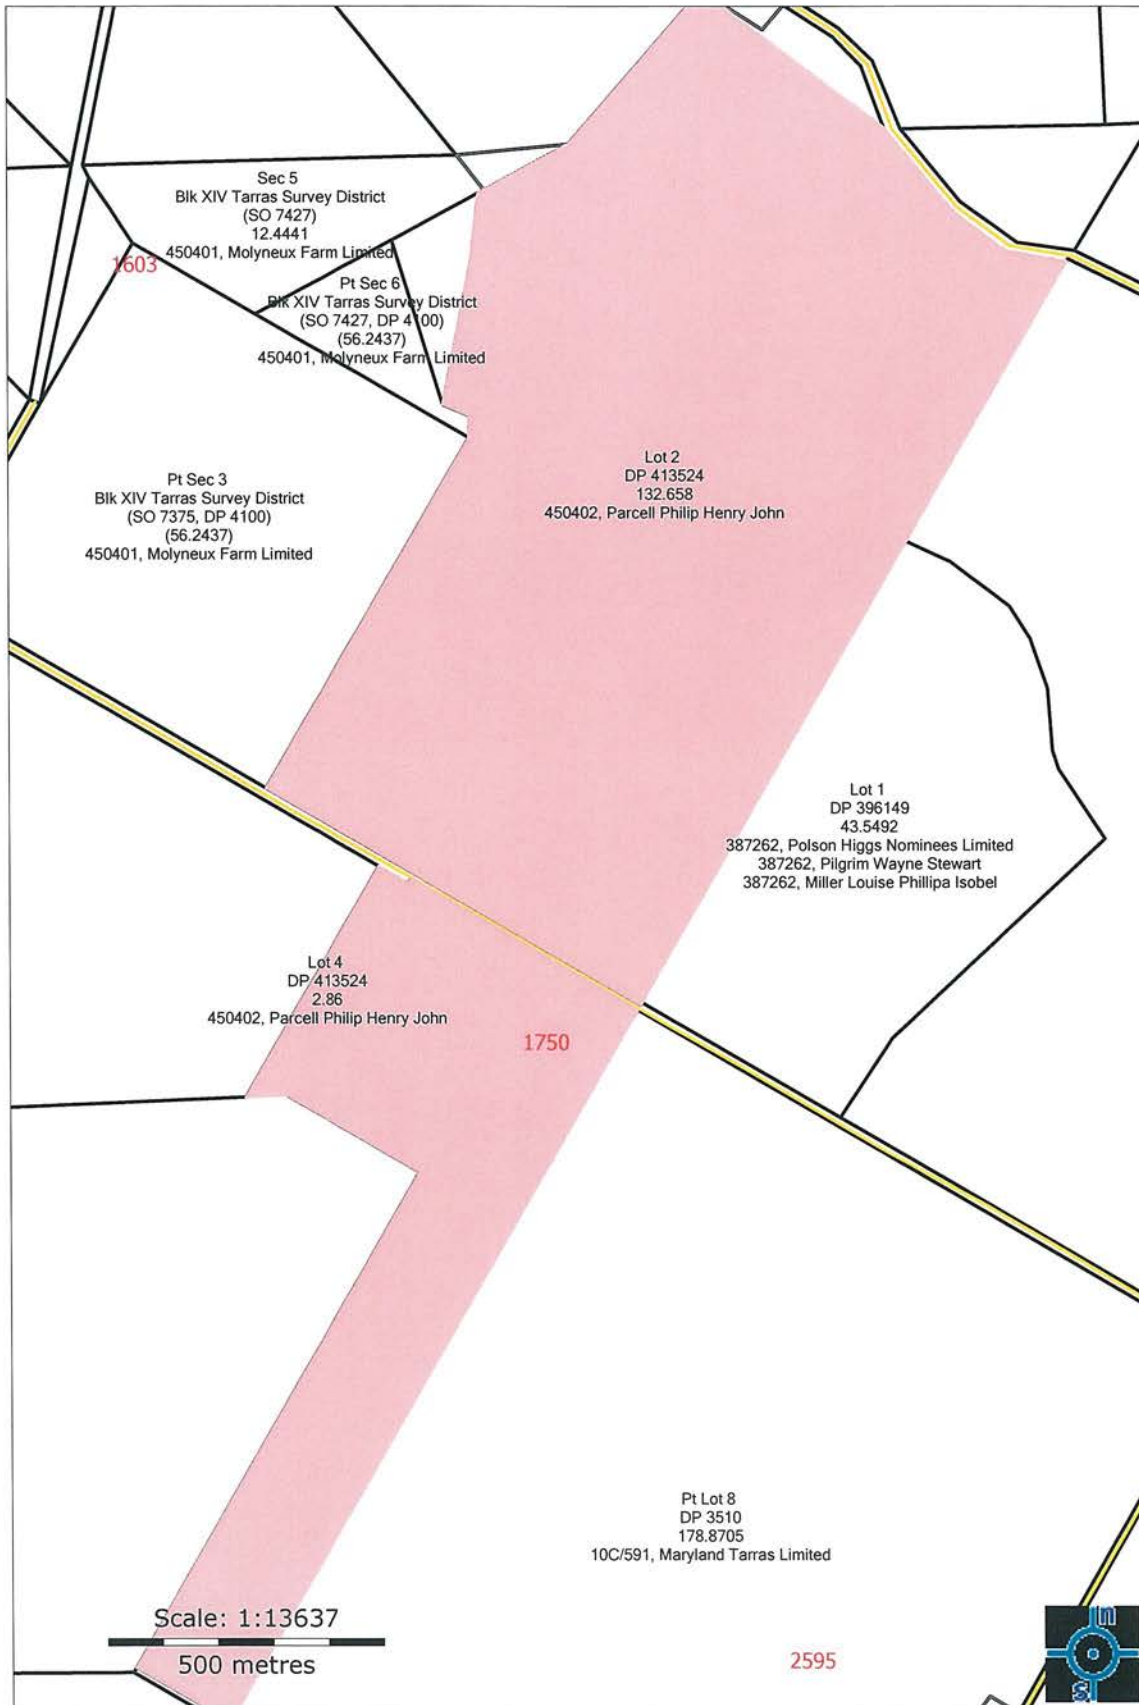 Sec 5
Blk XIV Tarras Survey District
(SO 7427)
12.4441
450401, Molyneux Farm Limited
1603
Pt Sec 6
Blk XIV Tarras Survey District
(SO 7427, DP 4100)
(56.2437)
450401, Molyneux Farm Limited
Lot 2
DP 413524
132.658
450402, Parcell Philip Henry John
Pt Sec 3
Blk XIV Tarras Survey District
(SO 7375, DP 4100)
(56.2437)
450401, Molyneux Farm Limited
Lot 1
DP 396149
43.5492
387262, Polson Higgs Nominees Limited
387262, Pilgrim Wayne Stewart
387262, Miller Louise Phillipa Isobel
Lot 4
DP 413524
2.86
450402, Parcell Philip Henry John
1750
Pt Lot 8
DP 3510
178.8705
10C/591, Maryland Tarras Limited
Scale: 1:13637
500 metres
2595
n
s